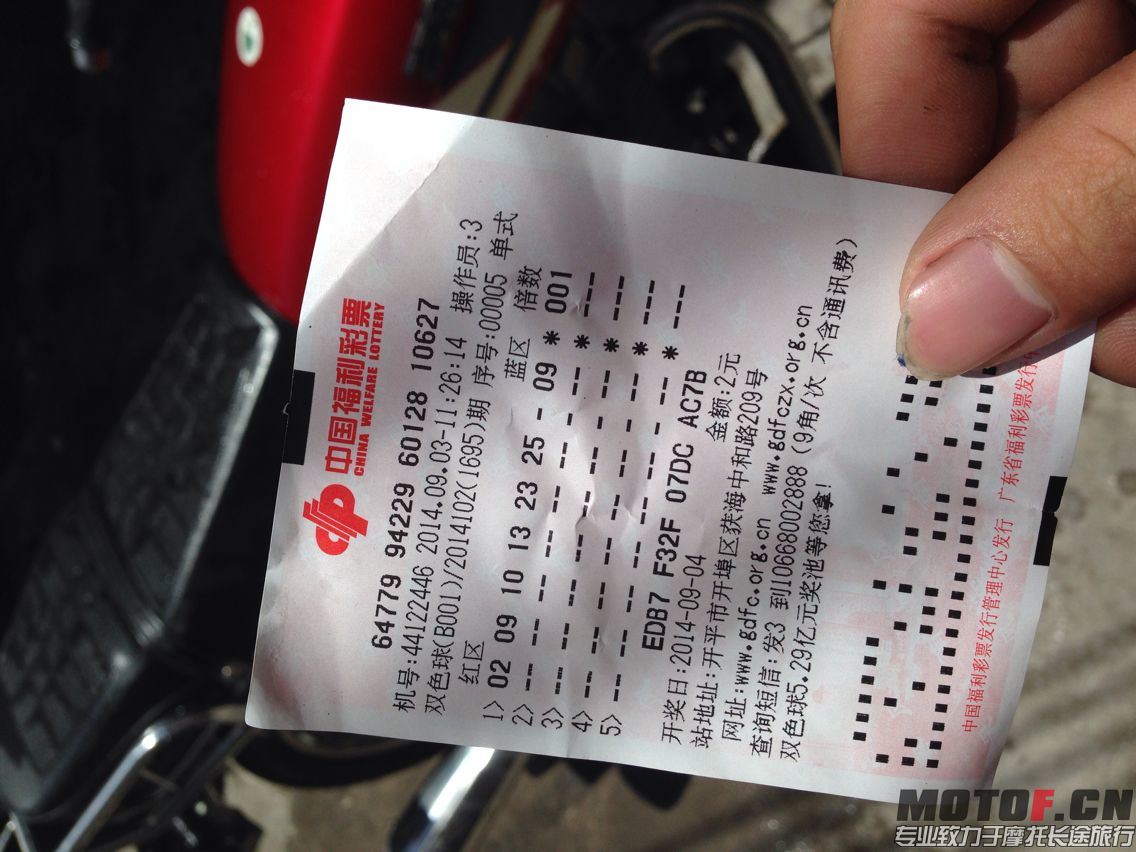 中国福利彩票
CHINA WELFARE LOTTERY
64779 94229 60128 10627
机号:44122446 2014.09.03-11:26:14 操作员:3
双色球(B001)/2014102(1695)期 序号:00005 单式
红区 蓝区 倍数
1> 02 09 10 13 23 25 - 09 * 001
2> -- -- -- -- -- -- - -- * ---
3> -- -- -- -- -- -- - -- * ---
4> -- -- -- -- -- -- - -- * ---
5> -- -- -- -- -- -- - -- * ---
EDB7 F32F 07DC AC7B
开奖日:2014-09-04 金额:2元
站地址:开平市开埠区荻海中和路209号
网址:www.gdfc.org.cn www.gdfczx.org.cn
查询短信:发3 到10668002888(9角/次 不含通讯费)
双色球5.29亿元奖池等您拿!
中国福利彩票发行管理中心发行 广东省福利彩票发行
MOTOF.CN
专业致力于摩托长途旅行